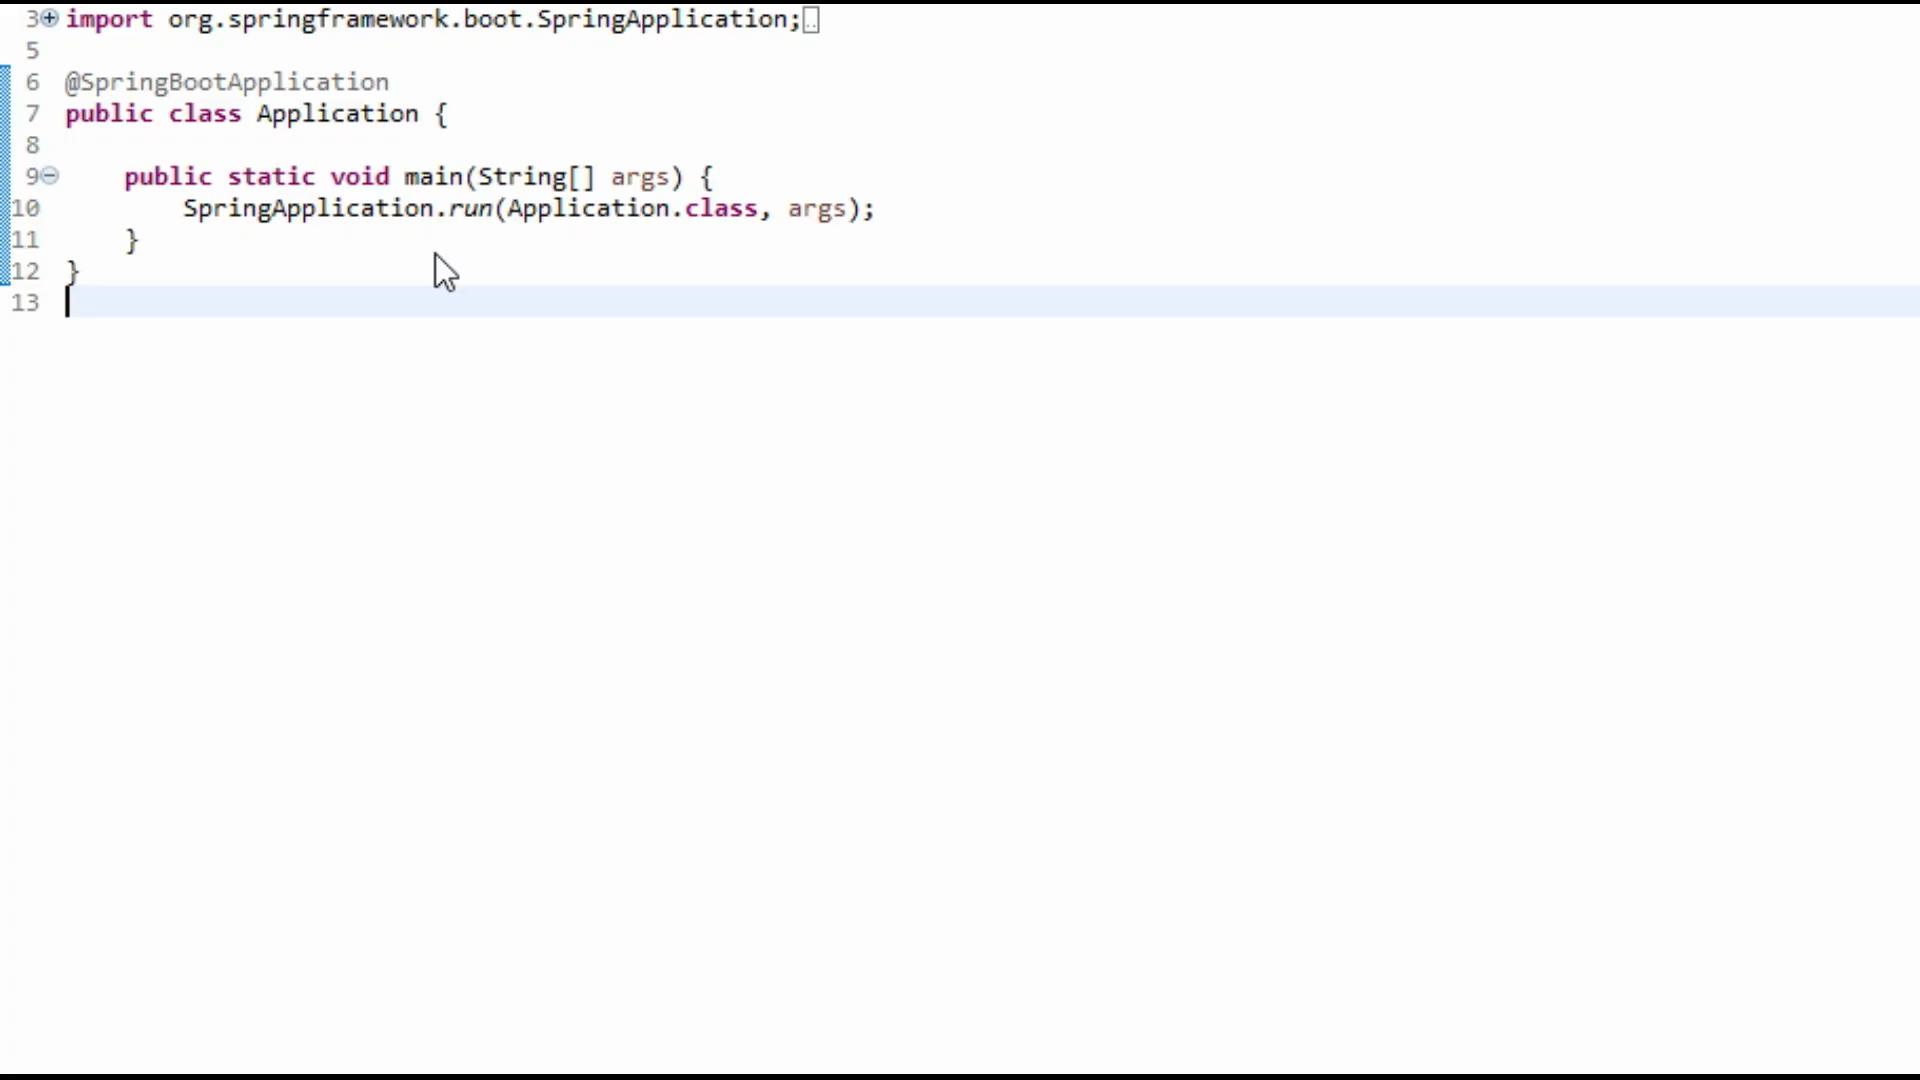 3 import org.springframework.boot.SpringApplication;
5
6 @SpringBootApplication
7 public class Application {
8
9     public static void main(String[] args) {
10         SpringApplication.run(Application.class, args);
11     }
12 }
13